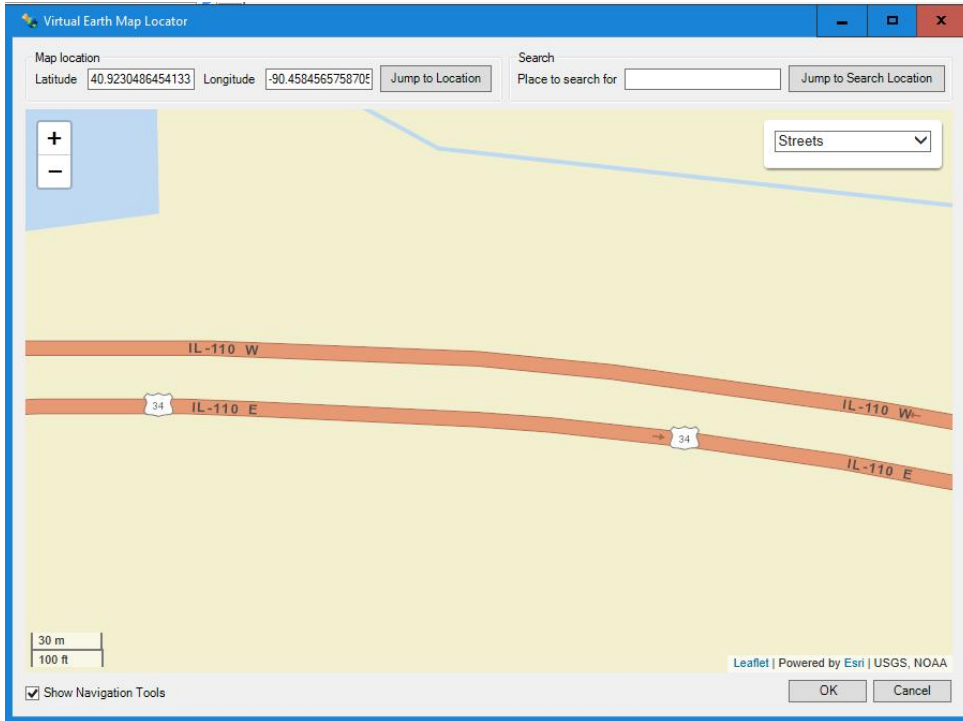 Virtual Earth Map Locator
Map location
Latitude 40.9230486454133 Longitude -90.4584565758705 Jump to Location
Search
Place to search for Jump to Search Location
+
−
Streets
IL-110 W
34
IL-110 E
IL-110 W
34
IL-110 E
30 m
100 ft
Leaflet | Powered by Esri | USGS, NOAA
Show Navigation Tools
OK Cancel